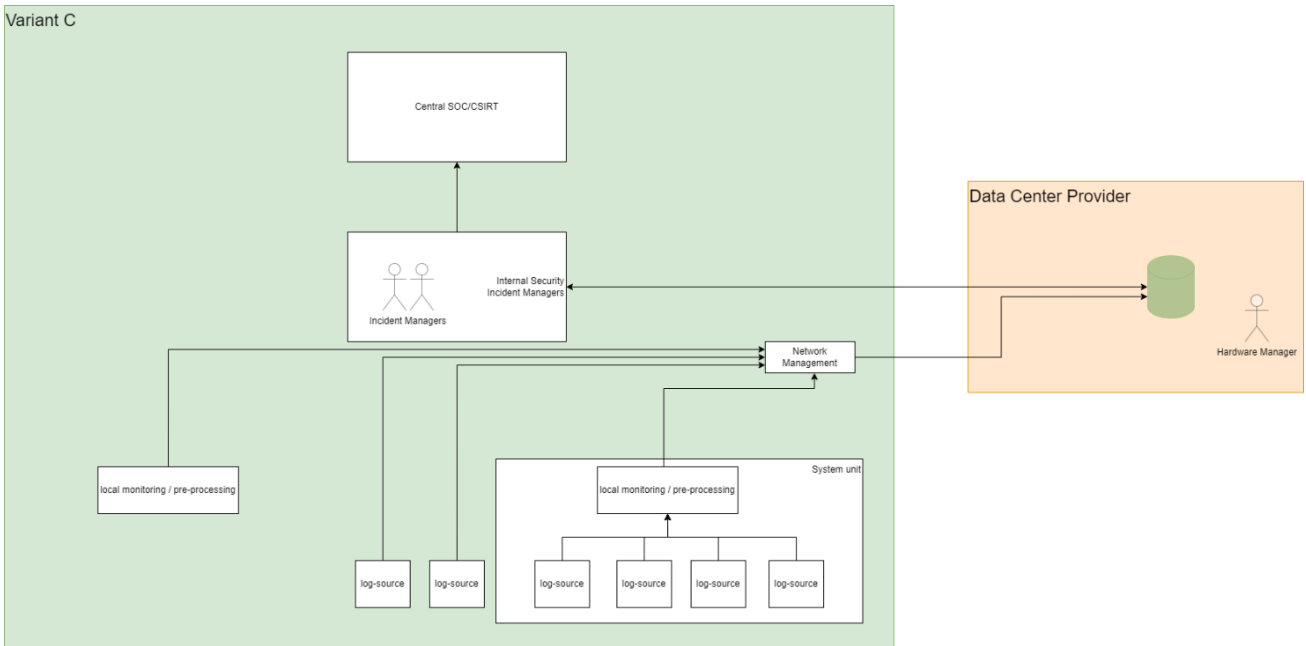 Variant C
Central SOC/CSIRT
Data Center Provider
Internal Security
Incident Managers
Incident Managers
Hardware Manager
Network
Management
System unit
local monitoring / pre-processing
local monitoring / pre-processing
log-source
log-source
log-source
log-source
log-source
log-source